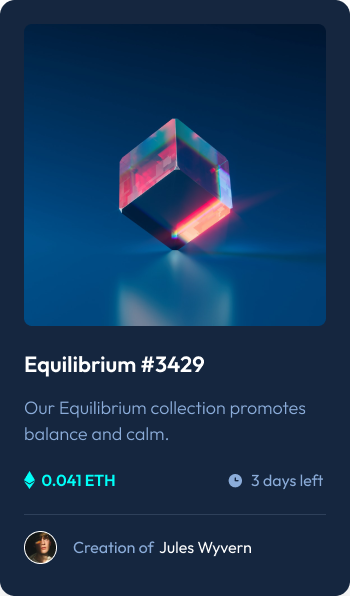 Equilibrium #3429
Our Equilibrium collection promotes
balance and calm.
0.041 ETH
3 days left
Creation of Jules Wyvern